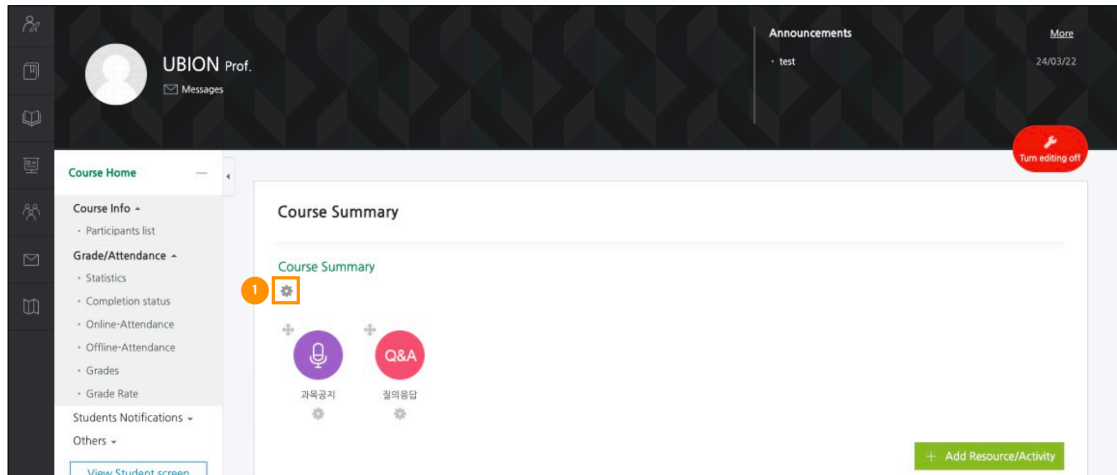 UBION Prof.
Messages
Announcements
More
· test
24/03/22
Turn editing off
Course Home
Course Info
· Participants list
Grade/Attendance
· Statistics
· Completion status
· Online-Attendance
· Offline-Attendance
· Grades
· Grade Rate
Students Notifications
Others
View Student screen
Course Summary
Course Summary
1
Q&A
과목공지
질의응답
+ Add Resource/Activity